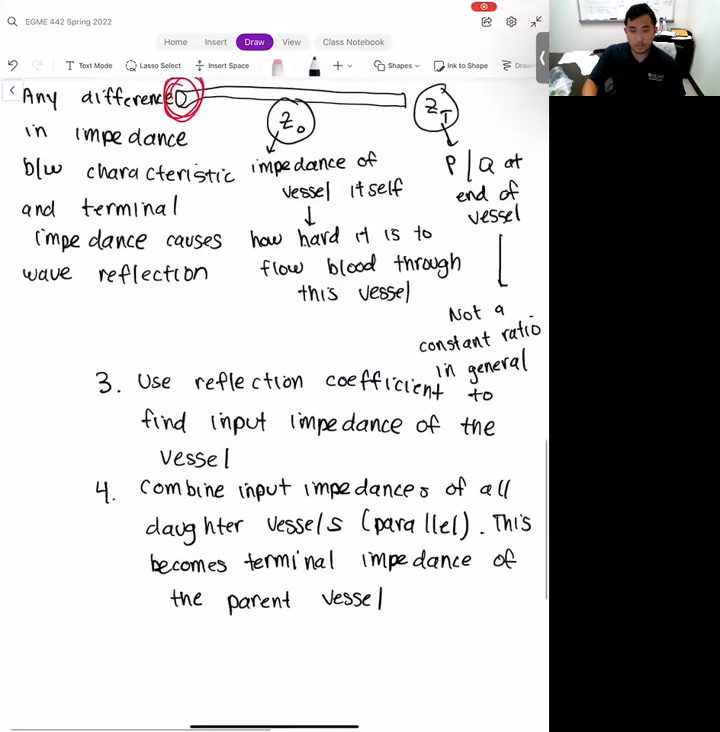 EGME 442 Spring 2022
Home Insert Draw View Class Notebook
T Text Mode Lasso Select Insert Space Shapes Ink to Shape Draw
Any difference
in impedance
b/w characteristic
and terminal
impedance causes
wave reflection
Z₀
impedance of
vessel itself
how hard it is to
flow blood through
this vessel
Z_T
P/Q at
end of
vessel
Not a
constant ratio
in general
3. Use reflection coefficient to
find input impedance of the
vessel
4. Combine input impedances of all
daughter vessels (parallel). This
becomes terminal impedance of
the parent vessel